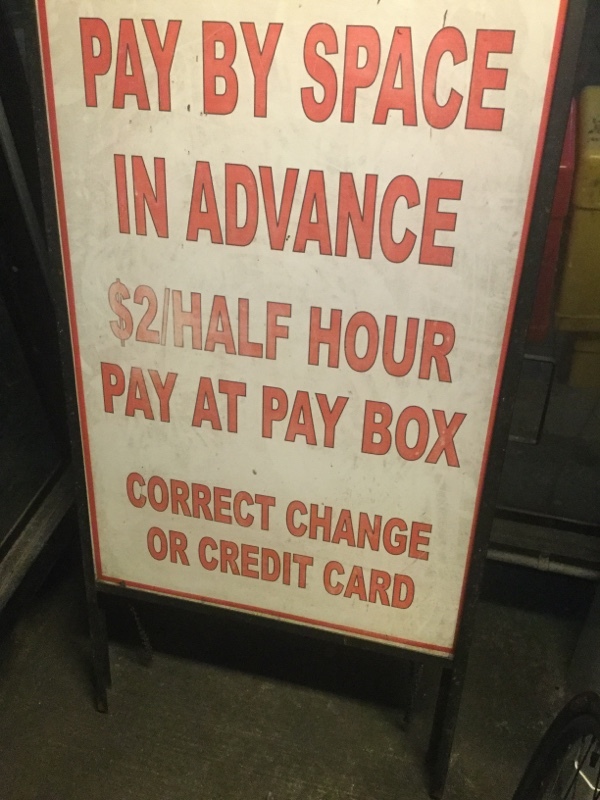 PAY BY SPACE
IN ADVANCE
$2/HALF HOUR
PAY AT PAY BOX
CORRECT CHANGE
OR CREDIT CARD